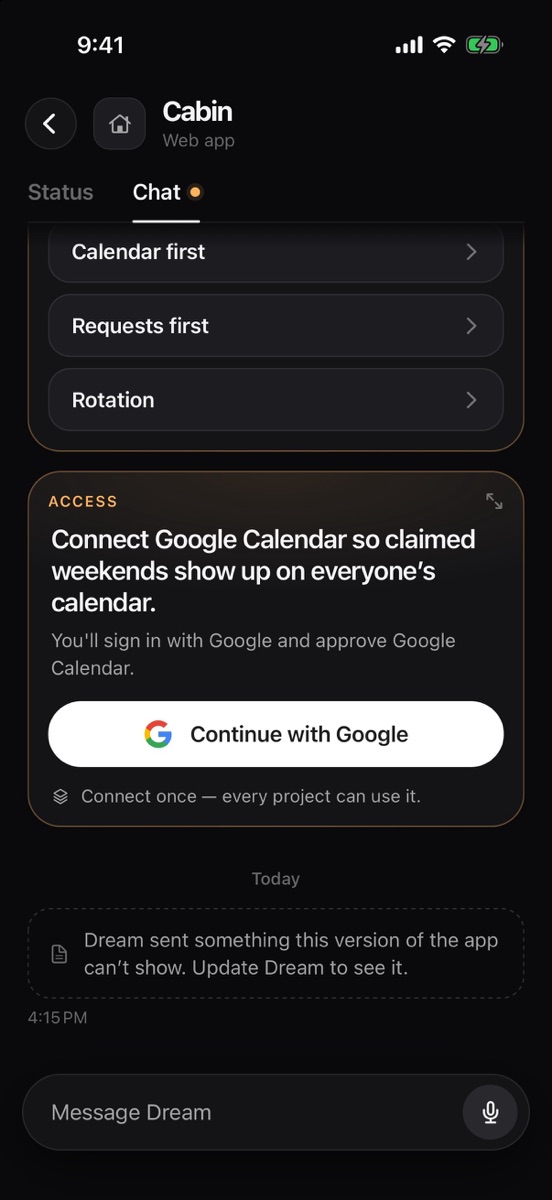 9:41
Cabin
Web app
Status
Chat
Calendar first
Requests first
Rotation
ACCESS
Connect Google Calendar so claimed
weekends show up on everyone’s
calendar.
You'll sign in with Google and approve Google
Calendar.
Continue with Google
Connect once — every project can use it.
Today
Dream sent something this version of the app
can’t show. Update Dream to see it.
4:15 PM
Message Dream